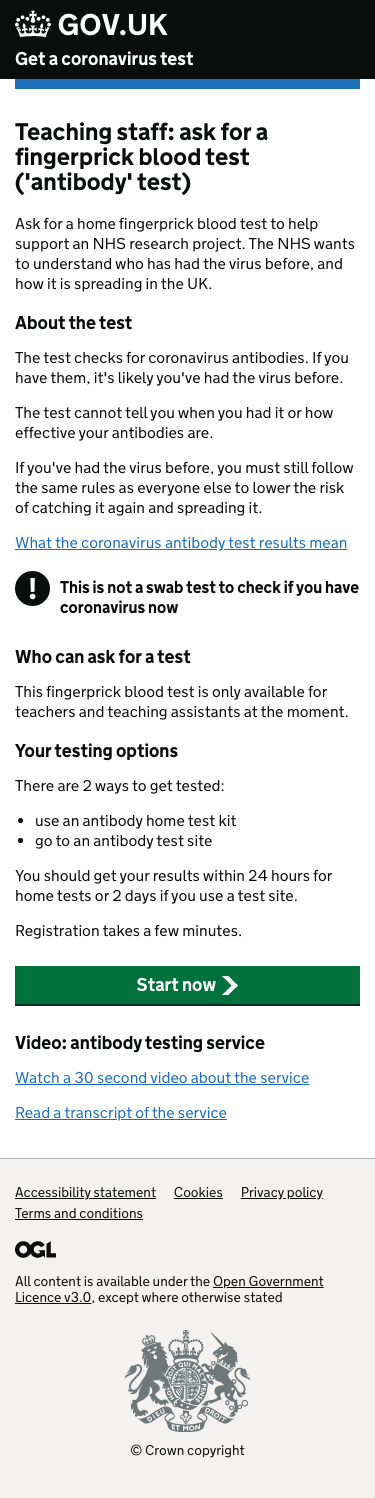 GOV.UK
Get a coronavirus test
Teaching staff: ask for a
fingerprick blood test
('antibody' test)
Ask for a home fingerprick blood test to help
support an NHS research project. The NHS wants
to understand who has had the virus before, and
how it is spreading in the UK.
About the test
The test checks for coronavirus antibodies. If you
have them, it's likely you've had the virus before.
The test cannot tell you when you had it or how
effective your antibodies are.
If you've had the virus before, you must still follow
the same rules as everyone else to lower the risk
of catching it again and spreading it.
What the coronavirus antibody test results mean
!
This is not a swab test to check if you have
coronavirus now
Who can ask for a test
This fingerprick blood test is only available for
teachers and teaching assistants at the moment.
Your testing options
There are 2 ways to get tested:
• use an antibody home test kit
• go to an antibody test site
You should get your results within 24 hours for
home tests or 2 days if you use a test site.
Registration takes a few minutes.
Start now
Video: antibody testing service
Watch a 30 second video about the service
Read a transcript of the service
Accessibility statement Cookies Privacy policy
Terms and conditions
OGL
All content is available under the Open Government
Licence v3.0, except where otherwise stated
DIEU ET MON DROIT
© Crown copyright